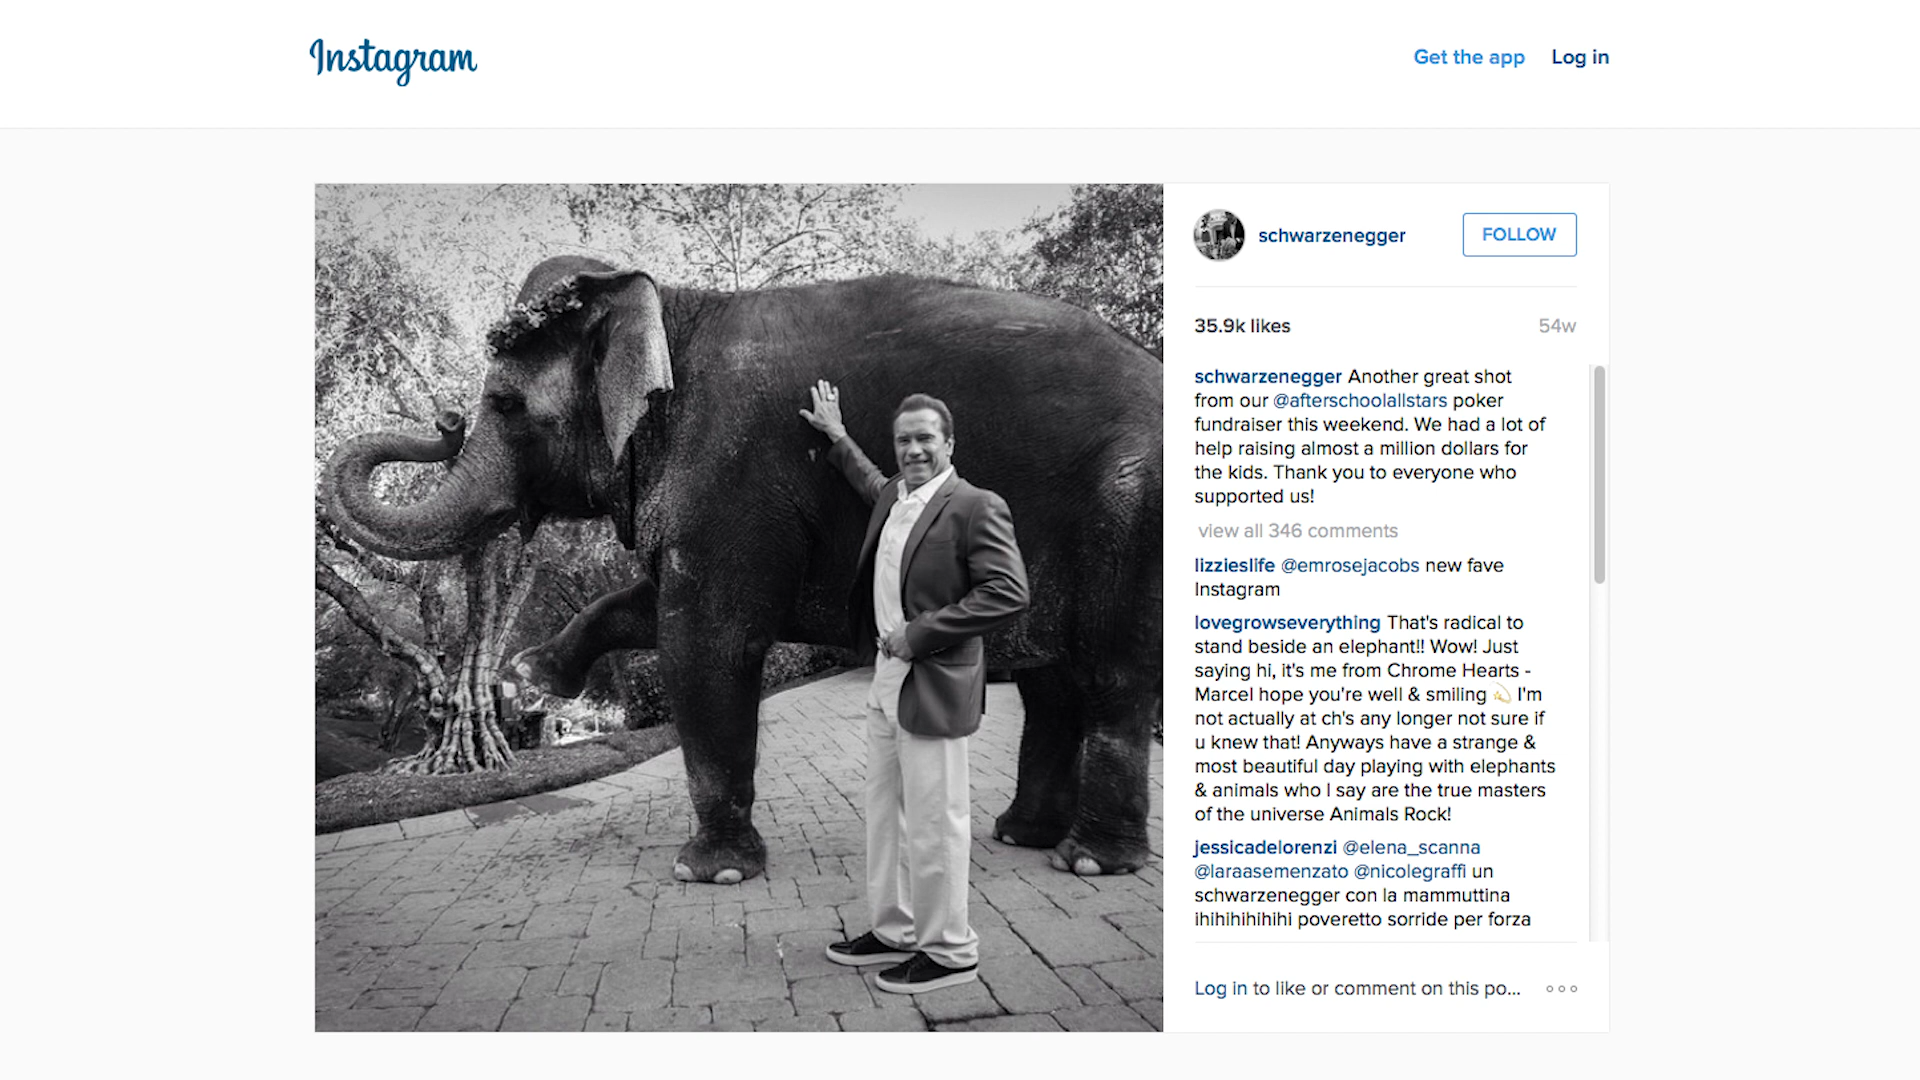 Instagram
Get the app
Log in
schwarzenegger
FOLLOW
35.9k likes
54w
schwarzenegger Another great shot
from our @afterschoolallstars poker
fundraiser this weekend. We had a lot of
help raising almost a million dollars for
the kids. Thank you to everyone who
supported us!
view all 346 comments
lizzieslife @emrosejacobs new fave
Instagram
lovegrowseverything That's radical to
stand beside an elephant!! Wow! Just
saying hi, it's me from Chrome Hearts -
Marcel hope you're well & smiling 💫 I'm
not actually at ch's any longer not sure if
u knew that! Anyways have a strange &
most beautiful day playing with elephants
& animals who I say are the true masters
of the universe Animals Rock!
jessicadelorenzi @elena_scanna
@laraasemenzato @nicolegraffi un
schwarzenegger con la mammuttina
ihihihihihihi poveretto sorride per forza
Log in to like or comment on this po...